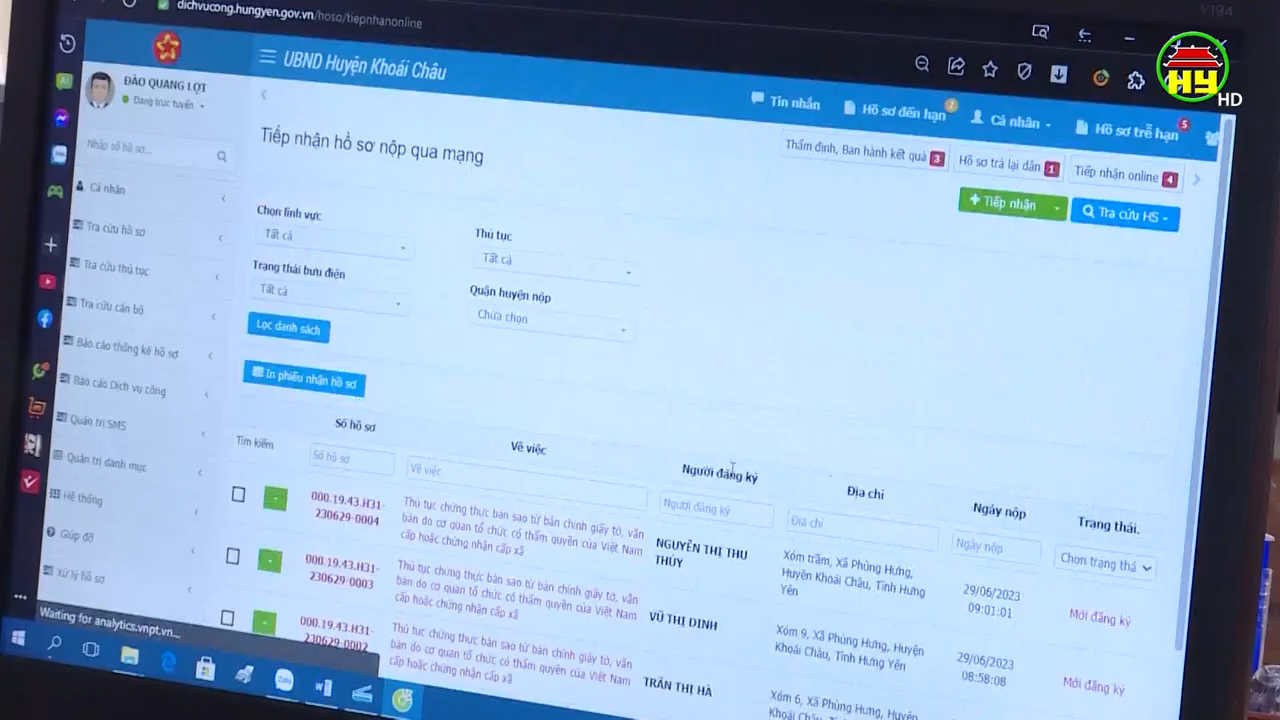 V194
dichvucong.hungyen.gov.vn/hoso/tiepnhanonline
HY
HD
UBND Huyện Khoái Châu
ĐÀO QUANG LỢI
Đang trực tuyến
Tin nhắn
Hồ sơ đến hạn 2
Cá nhân
Hồ sơ trễ hạn 5
Nhập số hồ sơ...
Tiếp nhận hồ sơ nộp qua mạng
Thẩm định, Ban hành kết quả 3
Hồ sơ trả lại dân 1
Tiếp nhận online 4
Tiếp nhận
Tra cứu HS
Cá nhân
Tra cứu hồ sơ
Tra cứu thủ tục
Tra cứu cán bộ
Báo cáo thống kê hồ sơ
Báo cáo Dịch vụ công
Quản trị SMS
Quản trị danh mục
Hệ thống
Giúp đỡ
Xử lý hồ sơ
Chọn lĩnh vực
Tất cả
Thủ tục
Tất cả
Trạng thái bưu điện
Tất cả
Quận huyện nộp
Chưa chọn
Lọc danh sách
In phiếu nhận hồ sơ
Tìm kiếm
Số hồ sơ
Về việc
Người đăng ký
Địa chỉ
Ngày nộp
Trạng thái.
Số hồ sơ
Về việc
Người đăng ký
Địa chỉ
Ngày nộp
Chọn trạng thá
000.19.43.H31-
230629-0004
Thủ tục chứng thực bản sao từ bản chính giấy tờ, văn
bản do cơ quan tổ chức có thẩm quyền của Việt Nam
cấp hoặc chứng nhận cấp xã
NGUYỄN THỊ THU
THỦY
Xóm trầm, Xã Phùng Hưng,
Huyện Khoái Châu, Tỉnh Hưng
Yên
29/06/2023
09:01:01
Mới đăng ký
000.19.43.H31-
230629-0003
Thủ tục chứng thực bản sao từ bản chính giấy tờ, văn
bản do cơ quan tổ chức có thẩm quyền của Việt Nam
cấp hoặc chứng nhận cấp xã
VŨ THỊ DINH
Xóm 9, Xã Phùng Hưng, Huyện
Khoái Châu, Tỉnh Hưng Yên
29/06/2023
08:58:08
Mới đăng ký
000.19.43.H31-
230629-0002
Thủ tục chứng thực bản sao từ bản chính giấy tờ, văn
bản do cơ quan tổ chức có thẩm quyền của Việt Nam
cấp hoặc chứng nhận cấp xã
TRẦN THỊ HÀ
Xóm 6, Xã Phùng Hưng, Huyện
Waiting for analytics.vnpt.vn...
Zalo